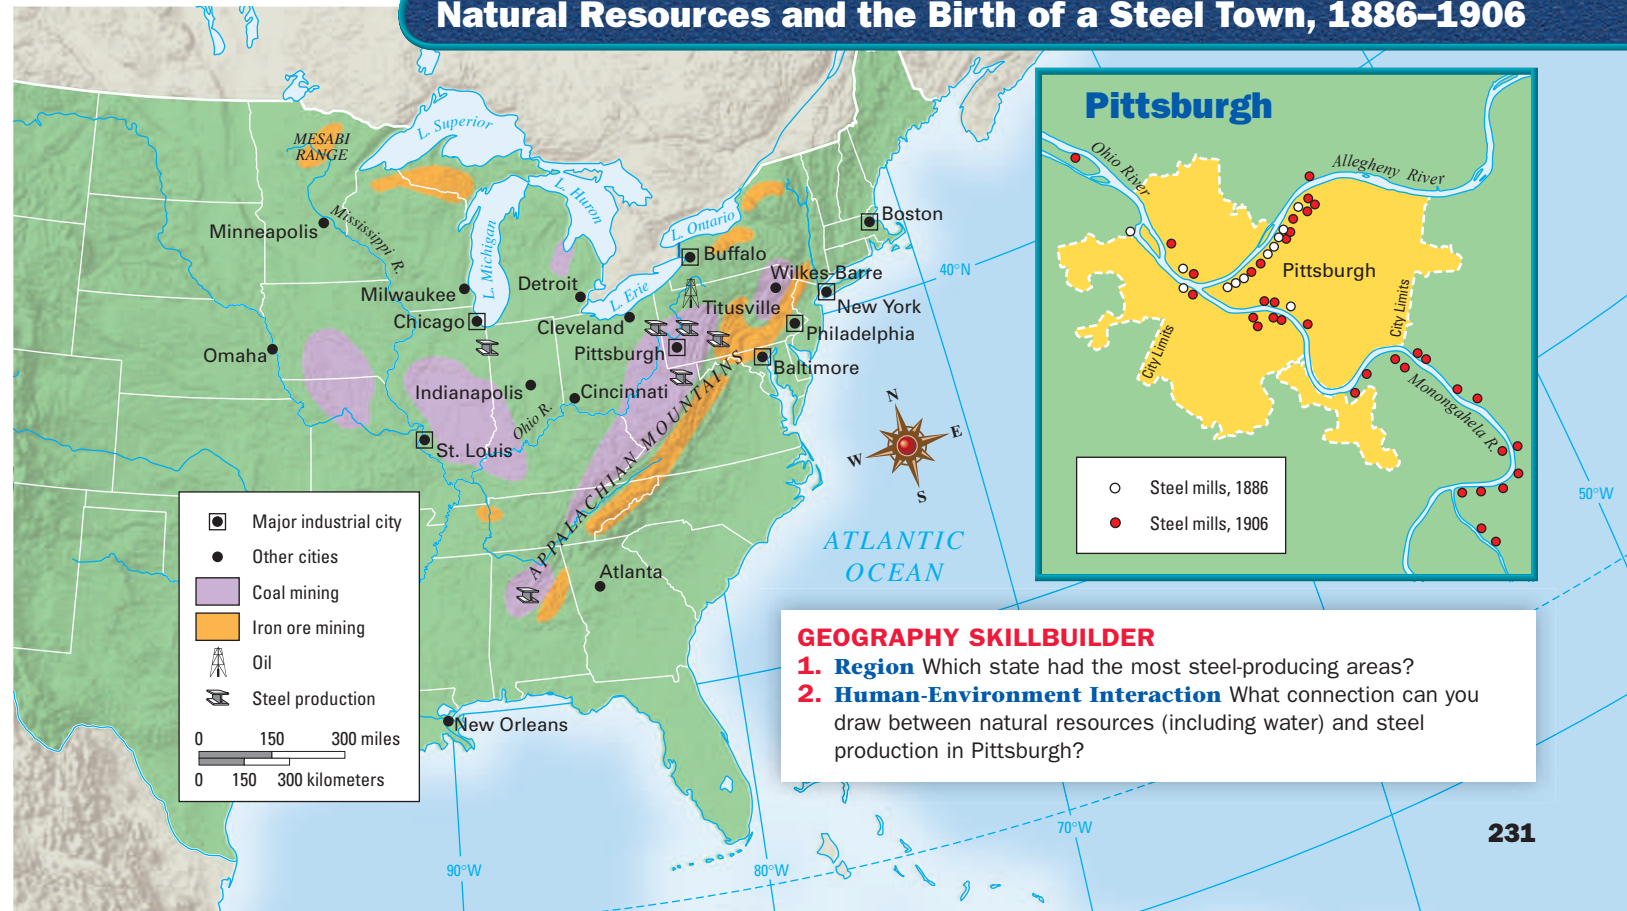 Natural Resources and the Birth of a Steel Town, 1886–1906
MESABI
RANGE
L. Superior
L. Michigan
L. Huron
L. Ontario
L. Erie
Minneapolis
Mississippi R.
Milwaukee
Chicago
Detroit
Cleveland
Buffalo
Boston
Wilkes-Barre
Titusville
New York
Philadelphia
Pittsburgh
Baltimore
Omaha
Indianapolis
Cincinnati
Ohio R.
St. Louis
APPALACHIAN MOUNTAINS
Atlanta
New Orleans
ATLANTIC
OCEAN
N
E
S
W
40°N
50°W
70°W
80°W
90°W
Major industrial city
Other cities
Coal mining
Iron ore mining
Oil
Steel production
0 150 300 miles
0 150 300 kilometers
Pittsburgh
Ohio River
Allegheny River
Pittsburgh
City Limits
City Limits
Monongahela R.
Steel mills, 1886
Steel mills, 1906
GEOGRAPHY SKILLBUILDER
1. Region Which state had the most steel-producing areas?
2. Human-Environment Interaction What connection can you
draw between natural resources (including water) and steel
production in Pittsburgh?
231